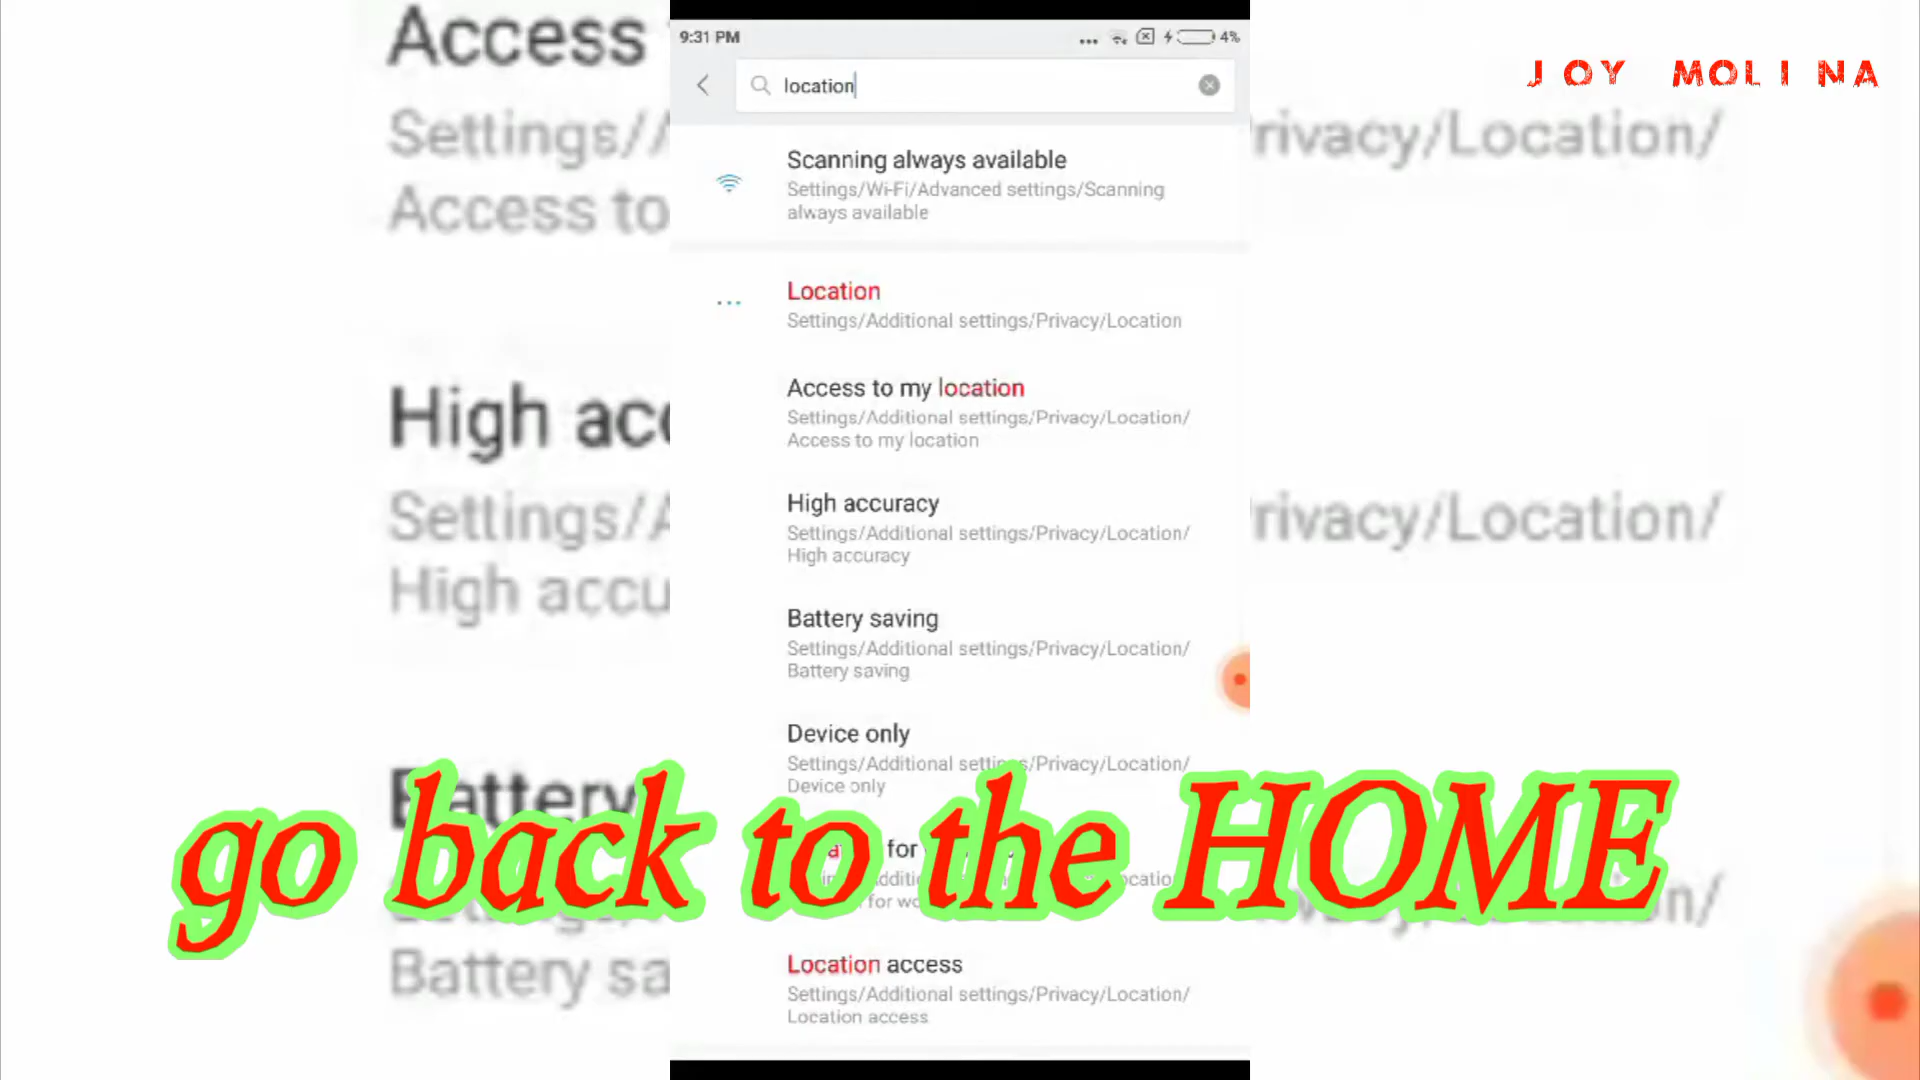 Access
Settings//
Access to
rivacy/Location/
JOY MOLINA
9:31 PM
4%
location
Scanning always available
Settings/Wi-Fi/Advanced settings/Scanning
always available
Location
Settings/Additional settings/Privacy/Location
Access to my location
Settings/Additional settings/Privacy/Location/
Access to my location
High accuracy
Settings/Additional settings/Privacy/Location/
High accuracy
Battery saving
Settings/Additional settings/Privacy/Location/
Battery saving
Device only
Settings/Additional settings/Privacy/Location/
Device only
for
Location access
Settings/Additional settings/Privacy/Location/
Location access
High acc
Settings/A
High accu
rivacy/Location/
Battery
Battery sa
go back to the HOME